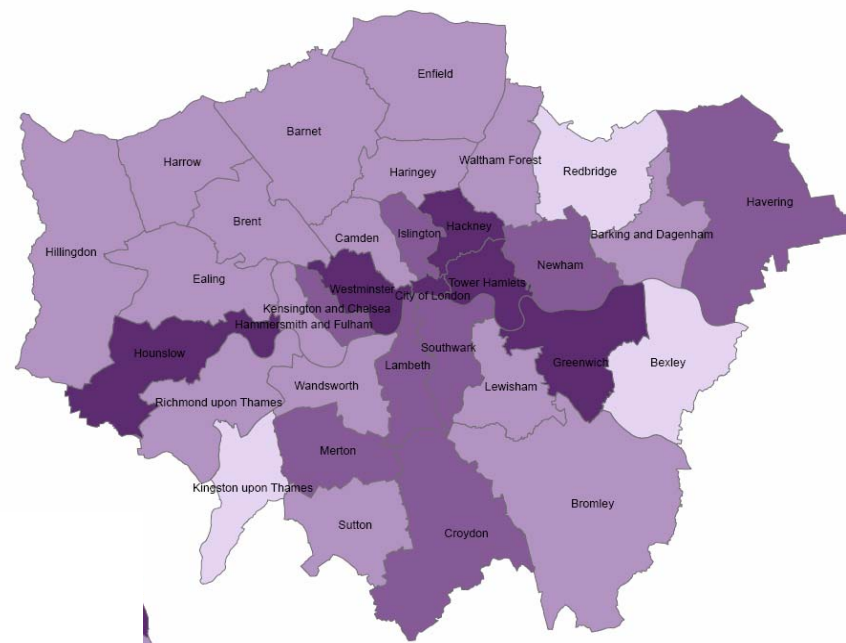 Enfield
Barnet
Harrow
Haringey
Waltham Forest
Redbridge
Havering
Brent
Hackney
Islington
Camden
Barking and Dagenham
Hillingdon
Newham
Ealing
Westminster
Tower Hamlets
City of London
Kensington and Chelsea
Hammersmith and Fulham
Hounslow
Southwark
Greenwich
Bexley
Lambeth
Wandsworth
Lewisham
Richmond upon Thames
Merton
Kingston upon Thames
Bromley
Sutton
Croydon